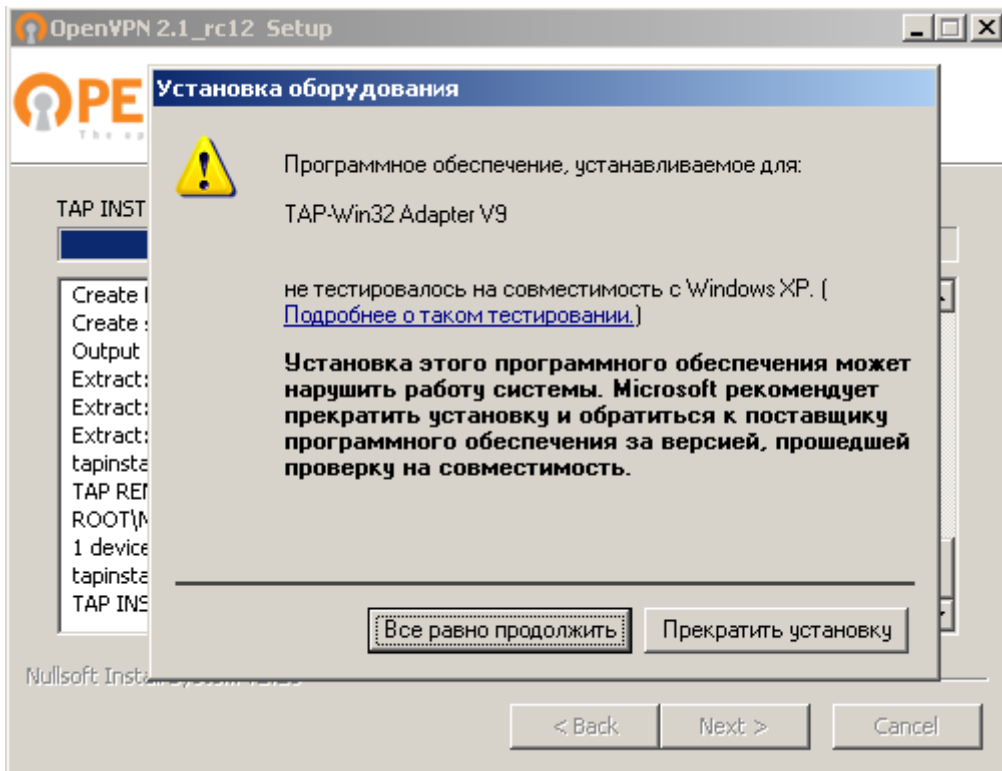 OpenVPN 2.1_rc12 Setup
PE
Установка оборудования
Программное обеспечение, устанавливаемое для:
TAP-Win32 Adapter V9
не тестировалось на совместимость с Windows XP. (
Подробнее о таком тестировании.)
Установка этого программного обеспечения может
нарушить работу системы. Microsoft рекомендует
прекратить установку и обратиться к поставщику
программного обеспечения за версией, прошедшей
проверку на совместимость.
Все равно продолжить
Прекратить установку
TAP INST
Create
Create
Output
Extract:
Extract:
Extract:
tapinsta
TAP REM
ROOT\N
1 device
tapinsta
TAP INS
Nullsoft Insta
< Back
Next >
Cancel